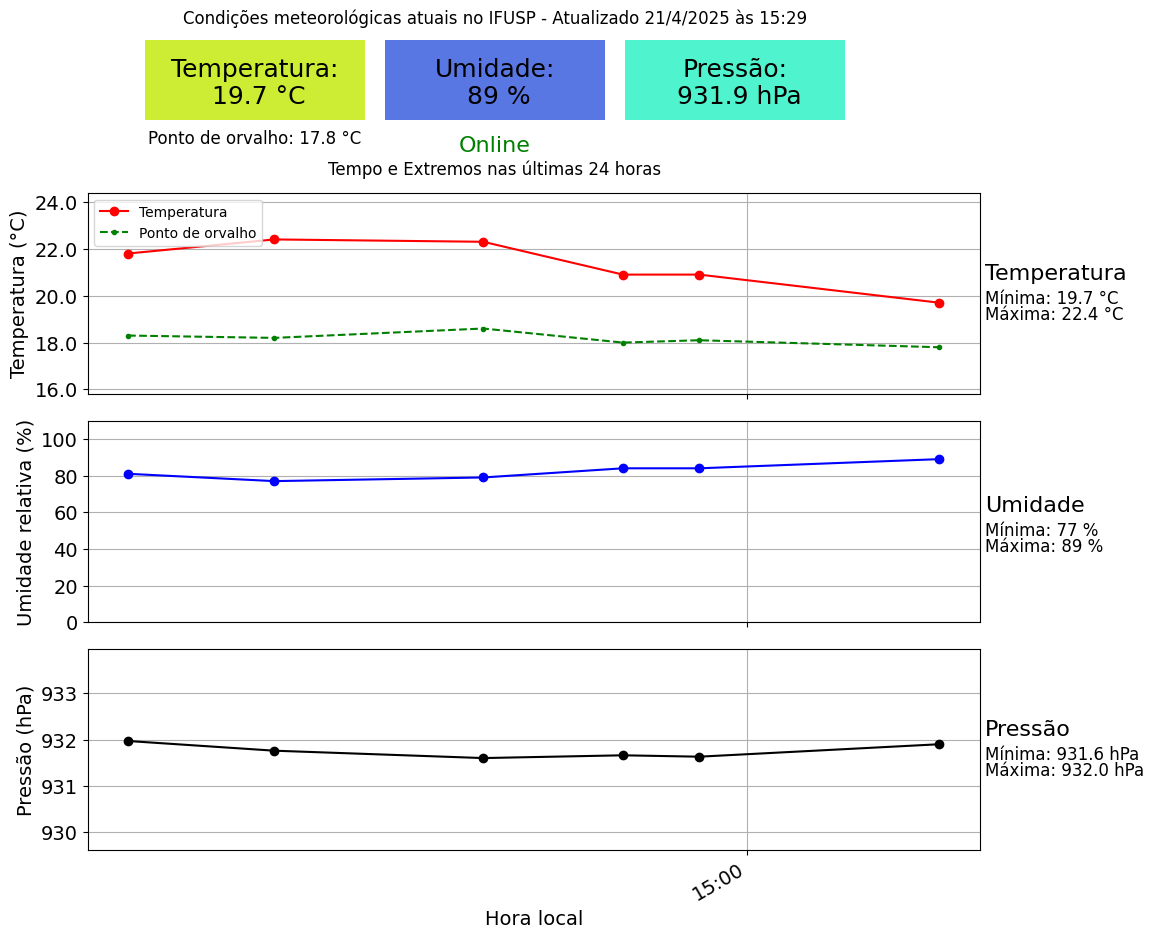 Condições meteorológicas atuais no IFUSP - Atualizado 21/4/2025 às 15:29
Temperatura:
19.7 °C
Umidade:
89 %
Pressão:
931.9 hPa
Ponto de orvalho: 17.8 °C
Online
Tempo e Extremos nas últimas 24 horas
Temperatura (°C)
24.0
22.0
20.0
18.0
16.0
Temperatura
Ponto de orvalho
Temperatura
Mínima: 19.7 °C
Máxima: 22.4 °C
Umidade relativa (%)
100
80
60
40
20
0
Umidade
Mínima: 77 %
Máxima: 89 %
Pressão (hPa)
933
932
931
930
Pressão
Mínima: 931.6 hPa
Máxima: 932.0 hPa
15:00
Hora local